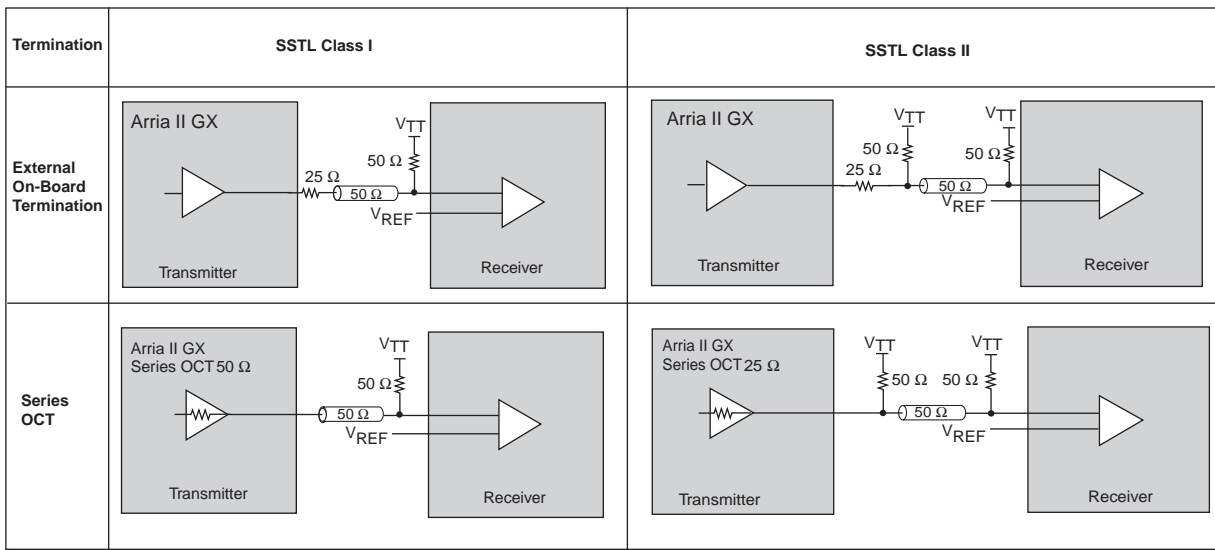 Termination
SSTL Class I
SSTL Class II
External
On-Board
Termination
Arria II GX
25 Ω
50 Ω
VTT
50 Ω
VREF
Transmitter
Receiver
Arria II GX
25 Ω
VTT
50 Ω
50 Ω
VTT
50 Ω
VREF
Transmitter
Receiver
Series
OCT
Arria II GX
Series OCT 50 Ω
50 Ω
VTT
50 Ω
VREF
Transmitter
Receiver
Arria II GX
Series OCT 25 Ω
VTT
50 Ω
50 Ω
VTT
50 Ω
VREF
Transmitter
Receiver